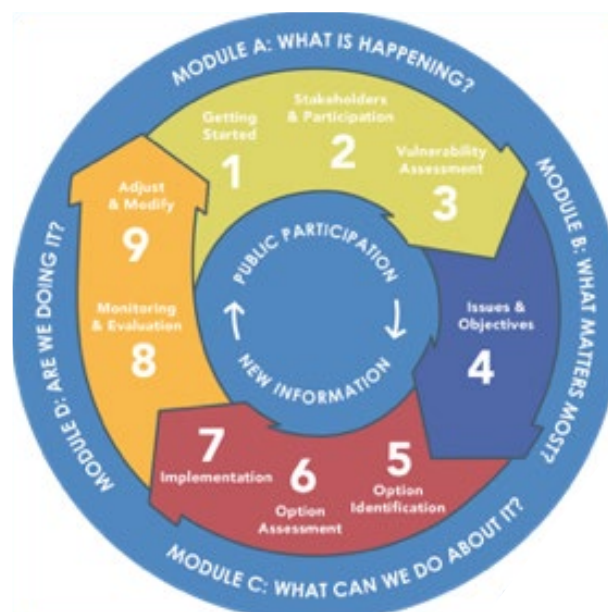 MODULE A: WHAT IS HAPPENING?
Getting
Started
1
Stakeholders
& Participation
2
Vulnerability
Assessment
3
MODULE B: WHAT MATTERS MOST?
Issues &
Objectives
4
MODULE C: WHAT CAN WE DO ABOUT IT?
5
Option
Identification
6
Option
Assessment
7
Implementation
MODULE D: ARE WE DOING IT?
Monitoring
& Evaluation
8
Adjust
& Modify
9
PUBLIC PARTICIPATION
NEW INFORMATION